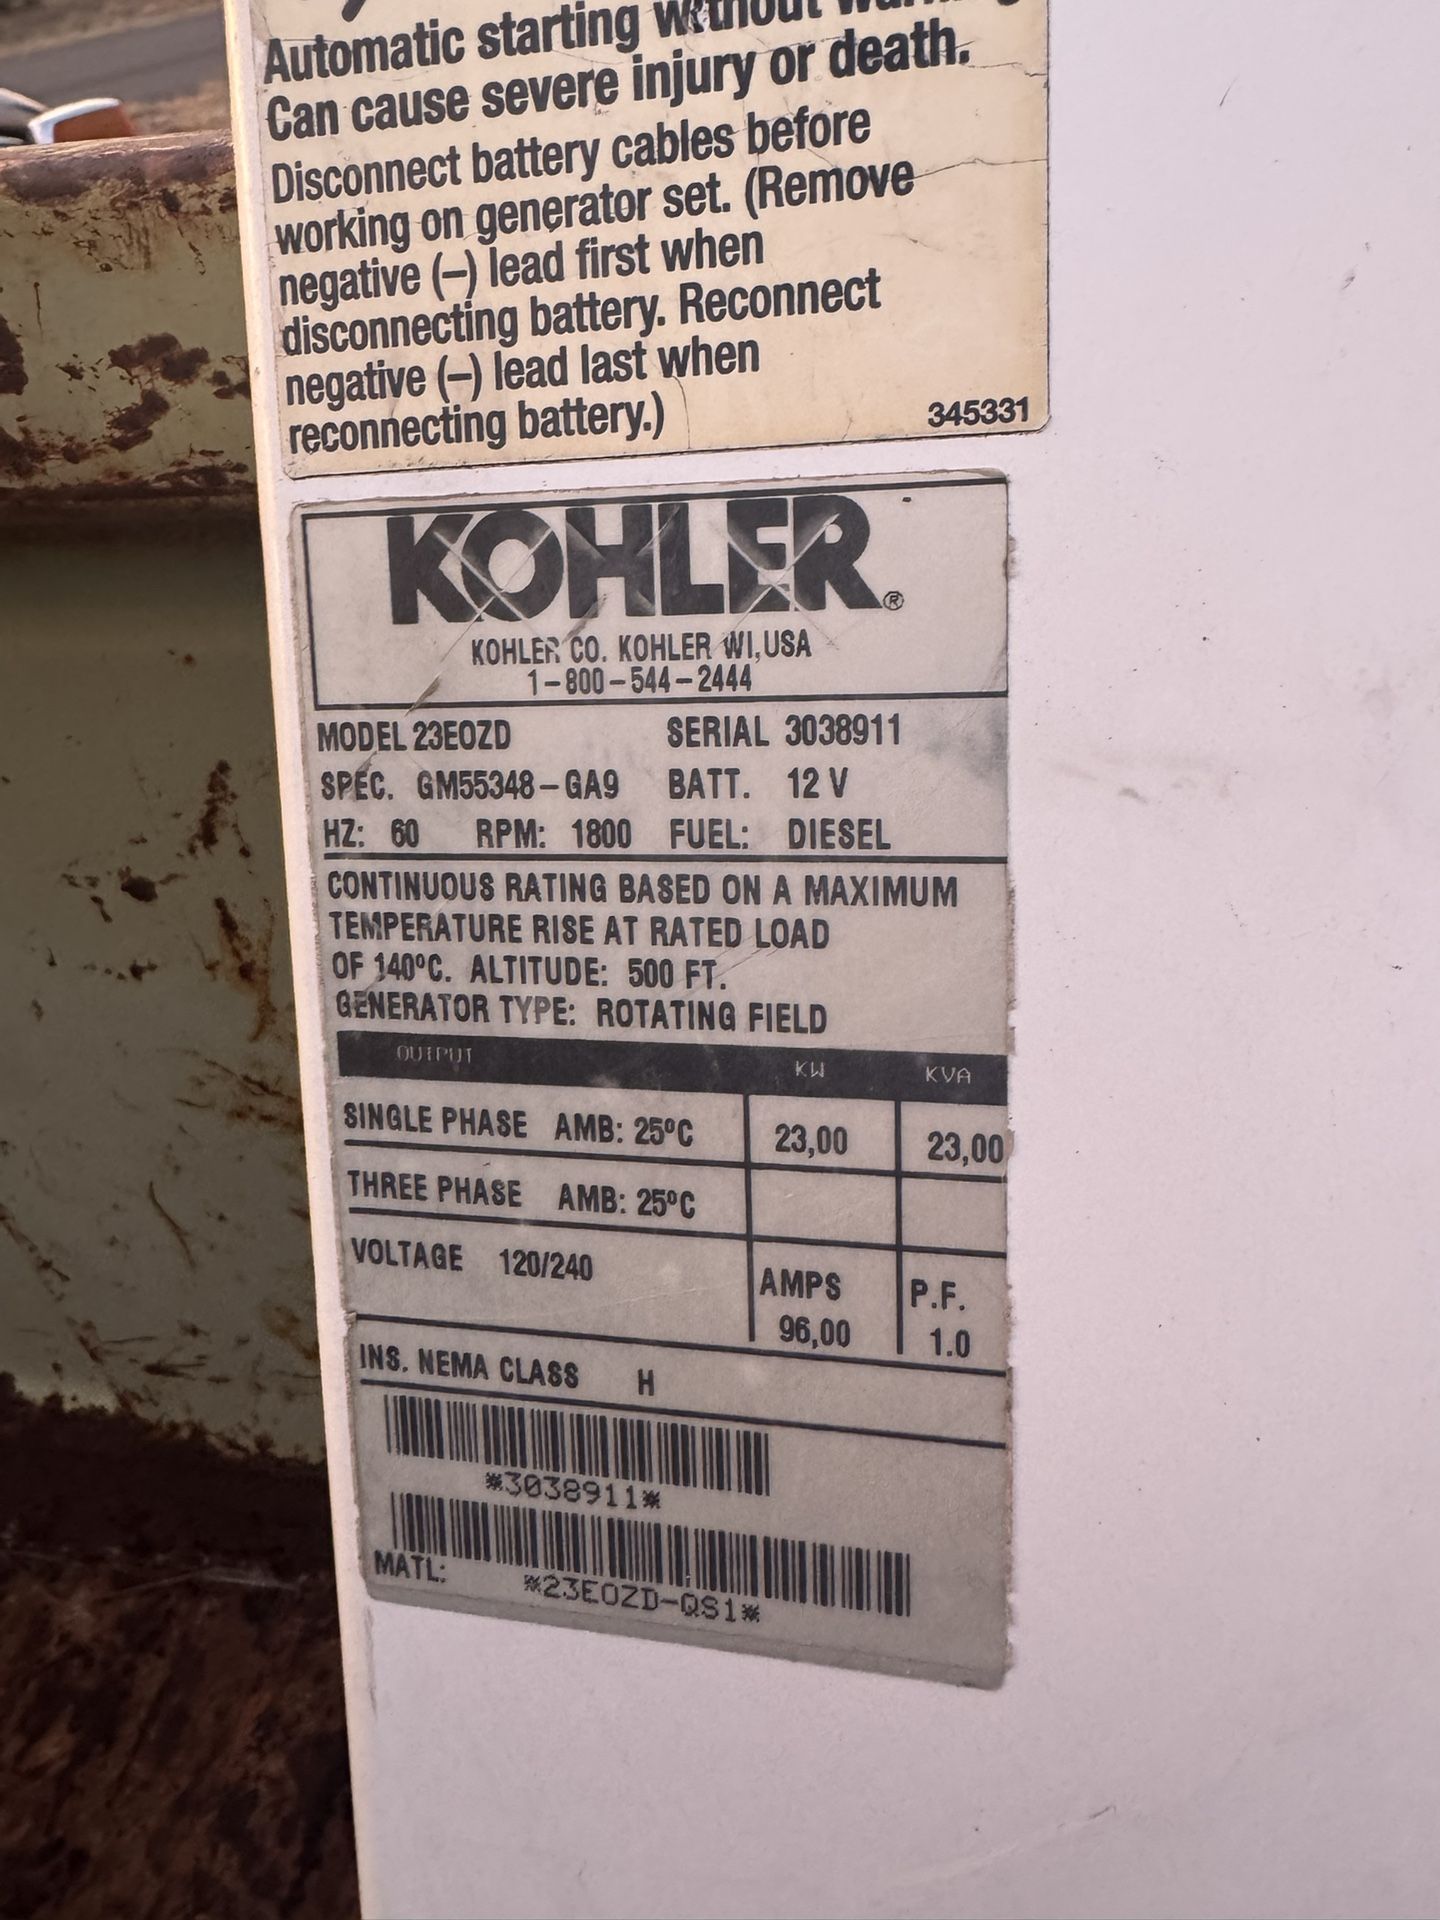 Automatic starting without warning
Can cause severe injury or death.
Disconnect battery cables before
working on generator set. (Remove
negative (–) lead first when
disconnecting battery. Reconnect
negative (–) lead last when
reconnecting battery.)
345331
KOHLER®
KOHLER CO. KOHLER WI, USA
1-800-544-2444
MODEL 23EOZD SERIAL 3038911
SPEC. GM55348-GA9 BATT. 12 V
HZ: 60 RPM: 1800 FUEL: DIESEL
CONTINUOUS RATING BASED ON A MAXIMUM
TEMPERATURE RISE AT RATED LOAD
OF 140°C. ALTITUDE: 500 FT.
GENERATOR TYPE: ROTATING FIELD
OUTPUT KW KVA
SINGLE PHASE AMB: 25°C 23,00 23,00
THREE PHASE AMB: 25°C
VOLTAGE 120/240 AMPS P.F.
96,00 1.0
INS. NEMA CLASS H
*3038911*
MATL: *23EOZD-QS1*